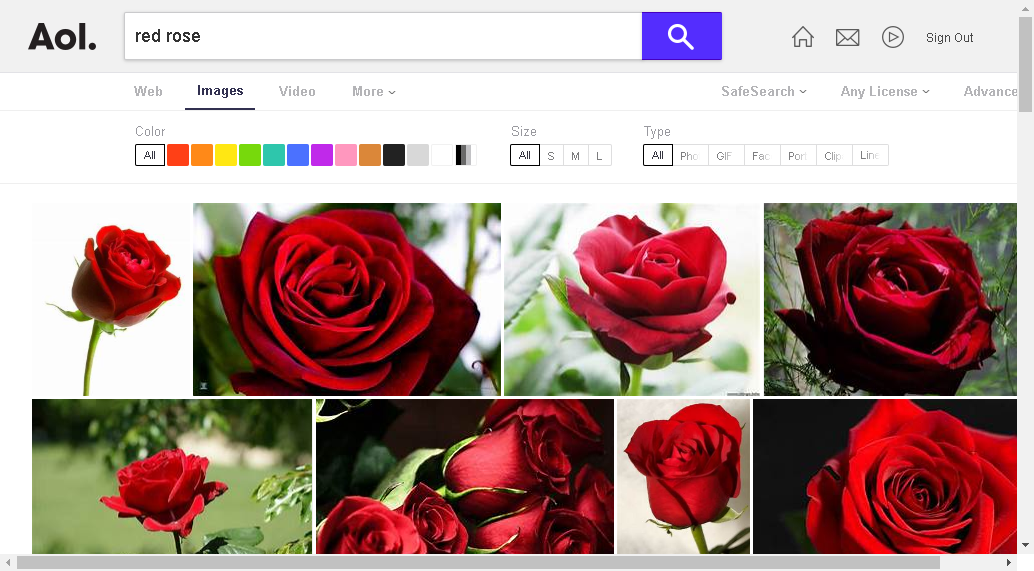 Aol.
red rose
Sign Out
Web
Images
Video
More
SafeSearch
Any License
Advance
Color
Size
Type
All
All
S
M
L
All
Pho
GIF
Fac
Por
Clip
Line